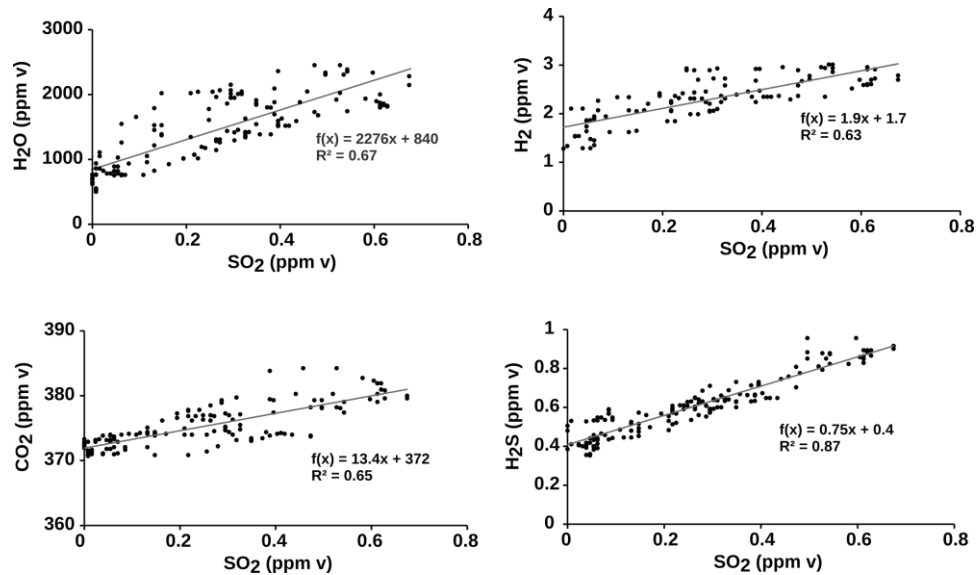 3000
2000
1000
0
H2O (ppm v)
f(x) = 2276x + 840
R² = 0.67
0 0.2 0.4 0.6 0.8
SO2 (ppm v)
4
3
2
1
0
H2 (ppm v)
f(x) = 1.9x + 1.7
R² = 0.63
0 0.2 0.4 0.6 0.8
SO2 (ppm v)
390
380
370
360
CO2 (ppm v)
f(x) = 13.4x + 372
R² = 0.65
0 0.2 0.4 0.6 0.8
SO2 (ppm v)
1
0.8
0.6
0.4
0.2
0
H2S (ppm v)
f(x) = 0.75x + 0.4
R² = 0.87
0 0.2 0.4 0.6 0.8
SO2 (ppm v)